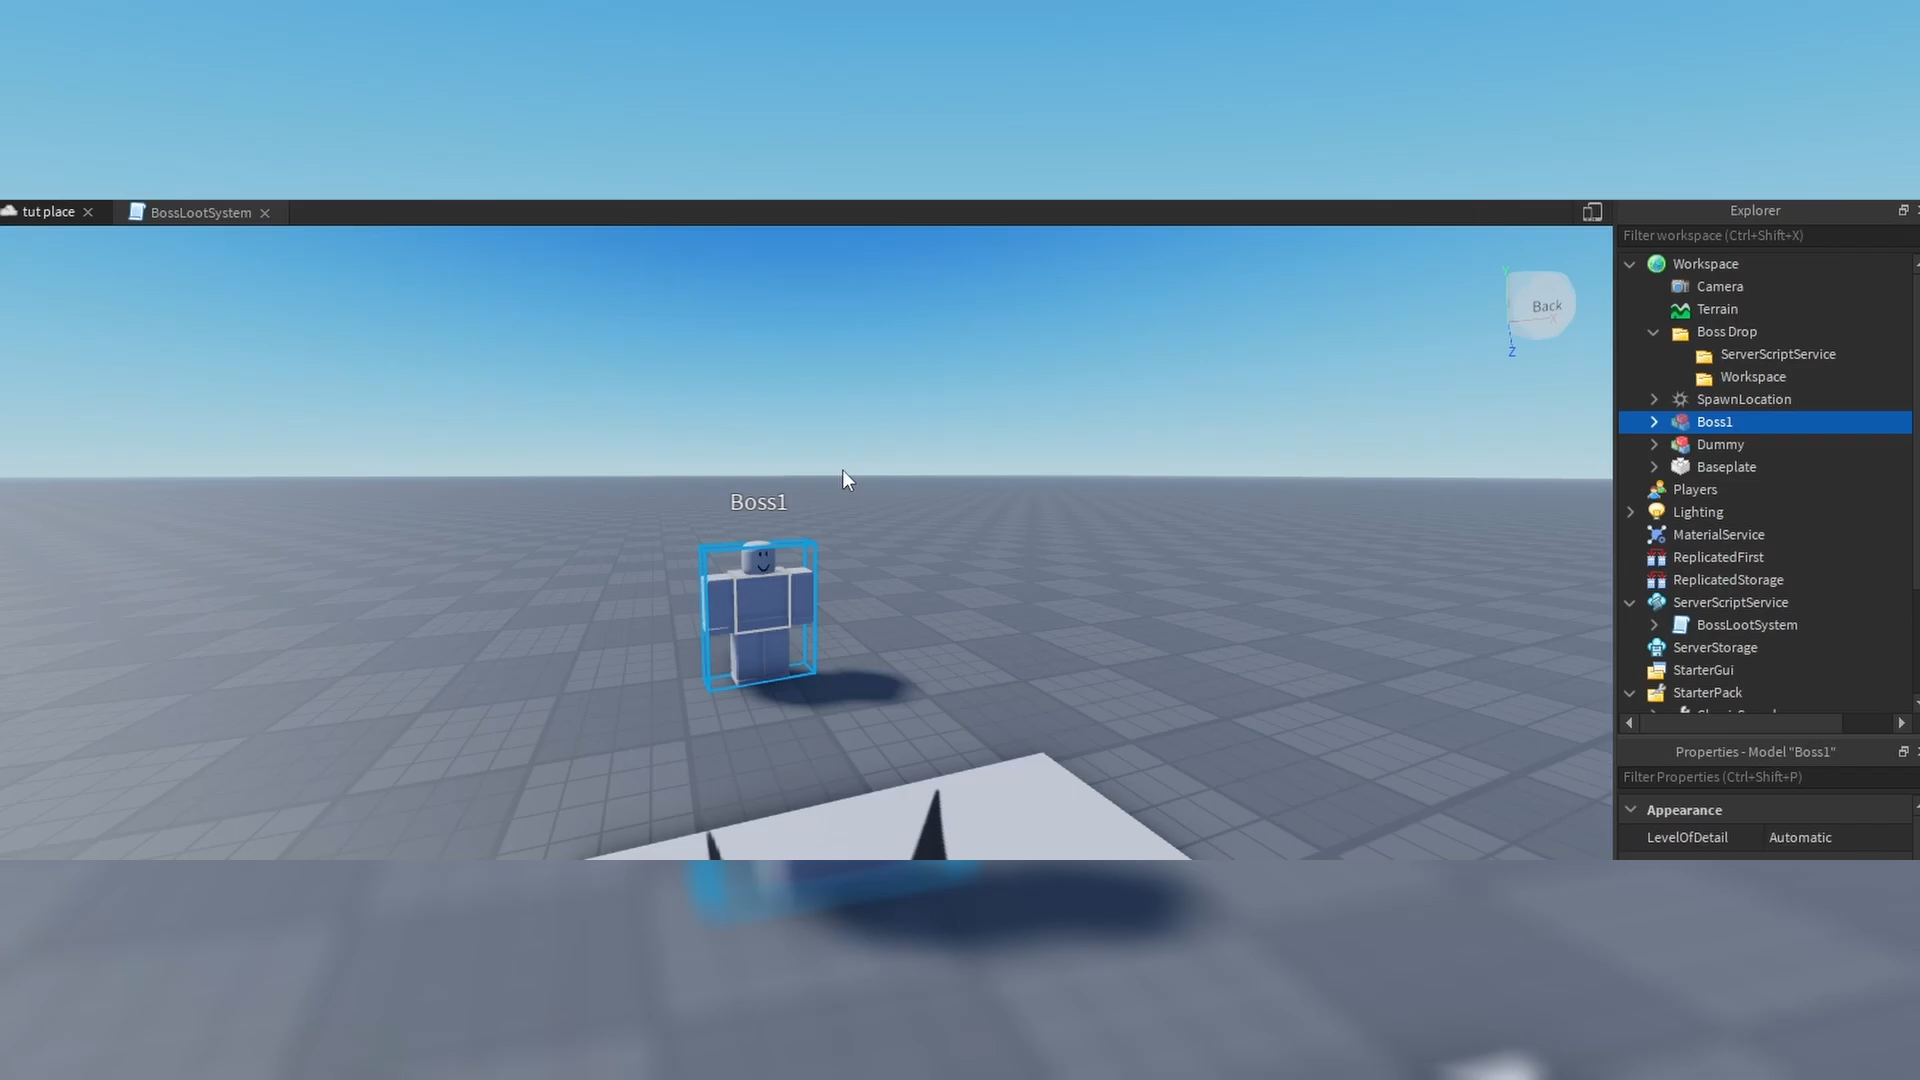 tut place
BossLootSystem
Explorer
Filter workspace (Ctrl+Shift+X)
Workspace
Camera
Terrain
Boss Drop
ServerScriptService
Workspace
SpawnLocation
Boss1
Dummy
Baseplate
Players
Lighting
MaterialService
ReplicatedFirst
ReplicatedStorage
ServerScriptService
BossLootSystem
ServerStorage
StarterGui
StarterPack
Properties - Model "Boss1"
Filter Properties (Ctrl+Shift+P)
Appearance
LevelOfDetail Automatic
Y
Back
X
Z
Boss1